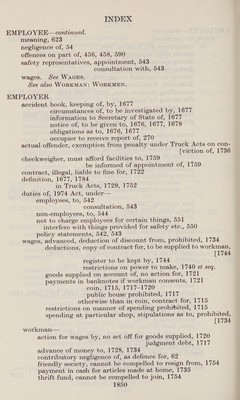 INDEX
EMPLOYEE—continued.
meaning, 623
negligence of, 54
offences on part of, 456, 458, 590
safety representatives, appointment, 543
consultation with, 543
wages. See WAGES.
See also WORKMAN: WORKMEN.
EMPLOYER
accident book, keeping of, by, 1677
circumstances of, to be investigated by, 1677
information to Secretary of State of, 1677
notice of, to be given to, 1676, 1677, 1678
obligations as to, 1676, 1677
occupier to receive report of, 270
actual offender, exemption from penalty under Truck Acts on con-
[viction of, 1736
checkweigher, must afford facilities to, 1759
be informed of appointment of, 1759
contract, illegal, liable to fine for, 1722
definition, 1677, 1784
in Truck Acts, 1729, 1752
duties of, 1974 Act, under—
employees, to, 542
consultation, 543
non-employees, to, 544
not to charge employees for certain things, 551
interfere with things provided for safety etc., 550
policy statements, 542, 543
wages, advanced, deduction of discount from, prohibited, 1734
deductions, copy of contract for, to be supplied to workman,
[1744
register to be kept by, 1744
restrictions on power to make, 1740 et seq.
goods supplied on account of, no action for, 1721
payments in banknotes if workman consents, 1721
coin, 1715, 1717–1720
public house prohibited, 1717
otherwise than in coin, contract for, 1715
restrictions on manner of spending prohibited, 1715
spending at particular shop, stipulations as to, prohibited,
[1734
workman—
action for wages by, no set off for goods supplied, 1720
judgment debt, 1717
advance of money to, 1728, 1734
contributory negligence of, as defence for, 62
friendly society, cannot be compelled to resign from, 1754
payment in cash for articles made at home, 1735
thrift fund, cannot be compelled to join, 1754
1830